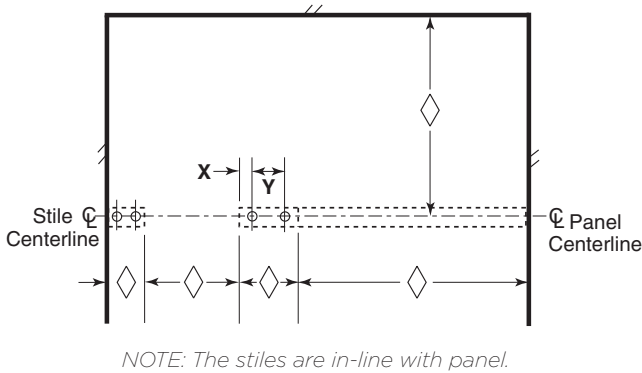 X
Y
Stile ℄
Centerline
℄ Panel
Centerline
NOTE: The stiles are in-line with panel.